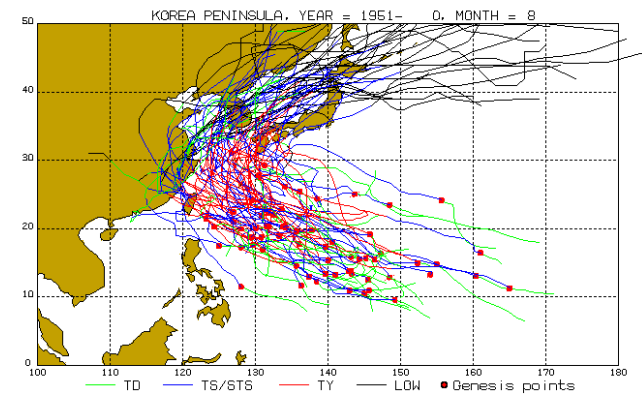 KOREA PENINSULA, YEAR = 1951- 0, MONTH = 8
50
40
30
20
10
0
100 110 120 130 140 150 160 170 180
TD TS/STS TY LOW Genesis points